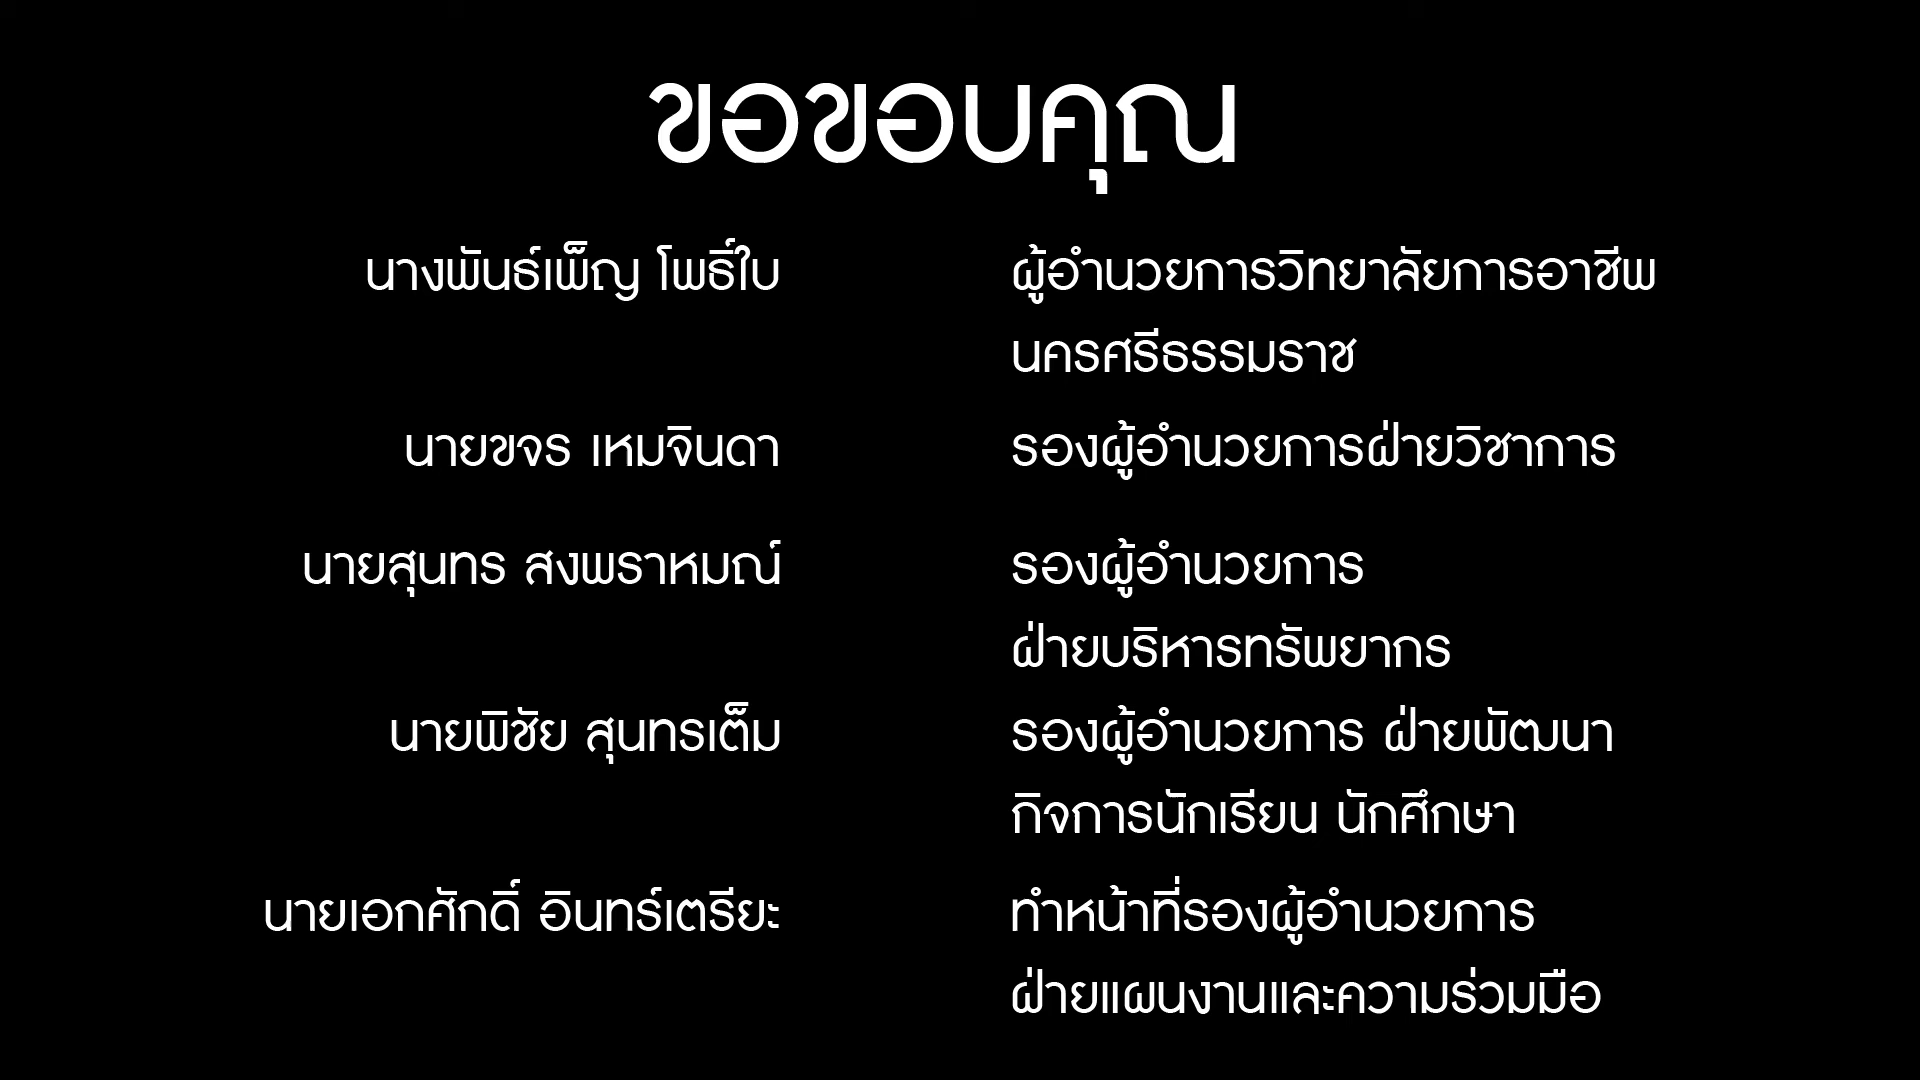 ขอขอบคุณ
นางพันธ์เพ็ญ โพธิ์ใบ ผู้อำนวยการวิทยาลัยการอาชีพ
นครศรีธรรมราช
นายขจร เหมจินดา รองผู้อำนวยการฝ่ายวิชาการ
นายสุนทร สงพราหมณ์ รองผู้อำนวยการ
ฝ่ายบริหารทรัพยากร
นายพิชัย สุนทรเต็ม รองผู้อำนวยการ ฝ่ายพัฒนา
กิจการนักเรียน นักศึกษา
นายเอกศักดิ์ อินทร์เตรียะ ทำหน้าที่รองผู้อำนวยการ
ฝ่ายแผนงานและความร่วมมือ